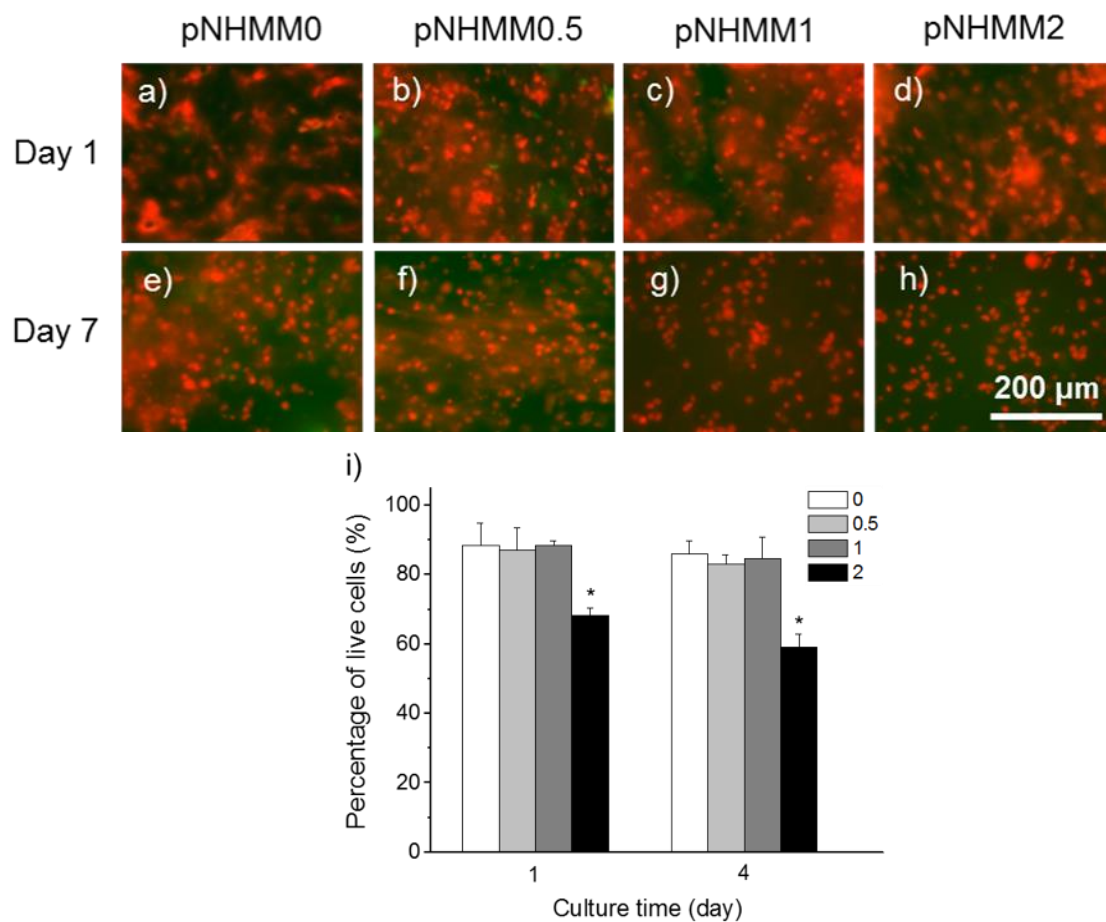 pNHMM0 pNHMM0.5 pNHMM1 pNHMM2
Day 1
a) b) c) d)
Day 7
e) f) g) h)
200 µm
i)
Percentage of live cells (%)
100
80
60
40
20
0
0
0.5
1
2
*
*
1 4
Culture time (day)